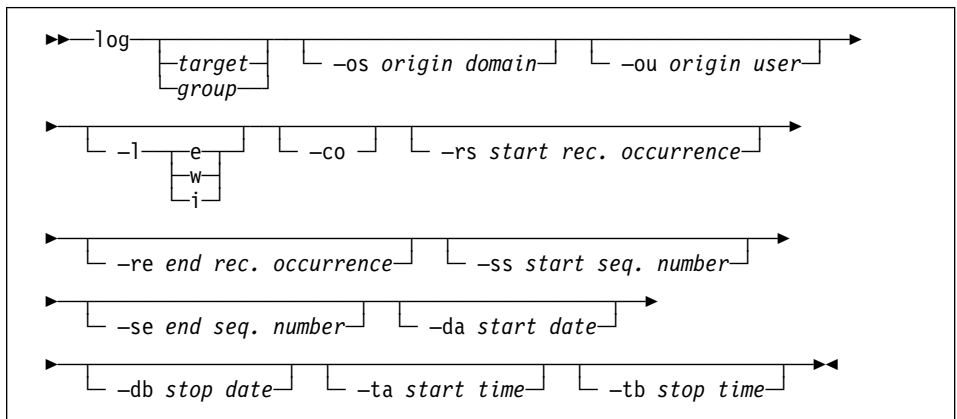 log
target –os origin domain –ou origin user
group
–l e –co –rs start rec. occurrence
w
i
–re end rec. occurrence –ss start seq. number
–se end seq. number –da start date
–db stop date –ta start time –tb stop time